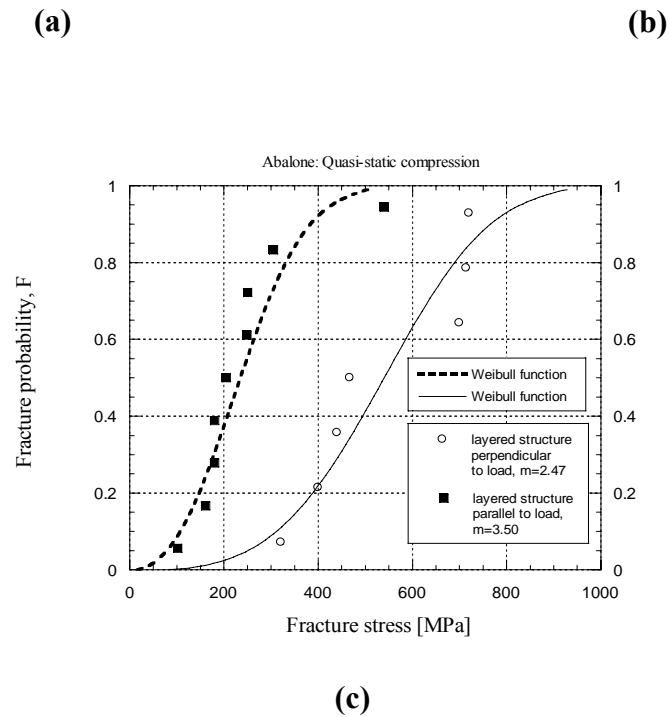 (a) (b)
Abalone: Quasi-static compression
Fracture probability, F
1
0.8
0.6
0.4
0.2
0
1
0.8
0.6
0.4
0.2
0
Weibull function
Weibull function
layered structure
perpendicular
to load, m=2.47
layered structure
parallel to load,
m=3.50
0 200 400 600 800 1000
Fracture stress [MPa]
(c)